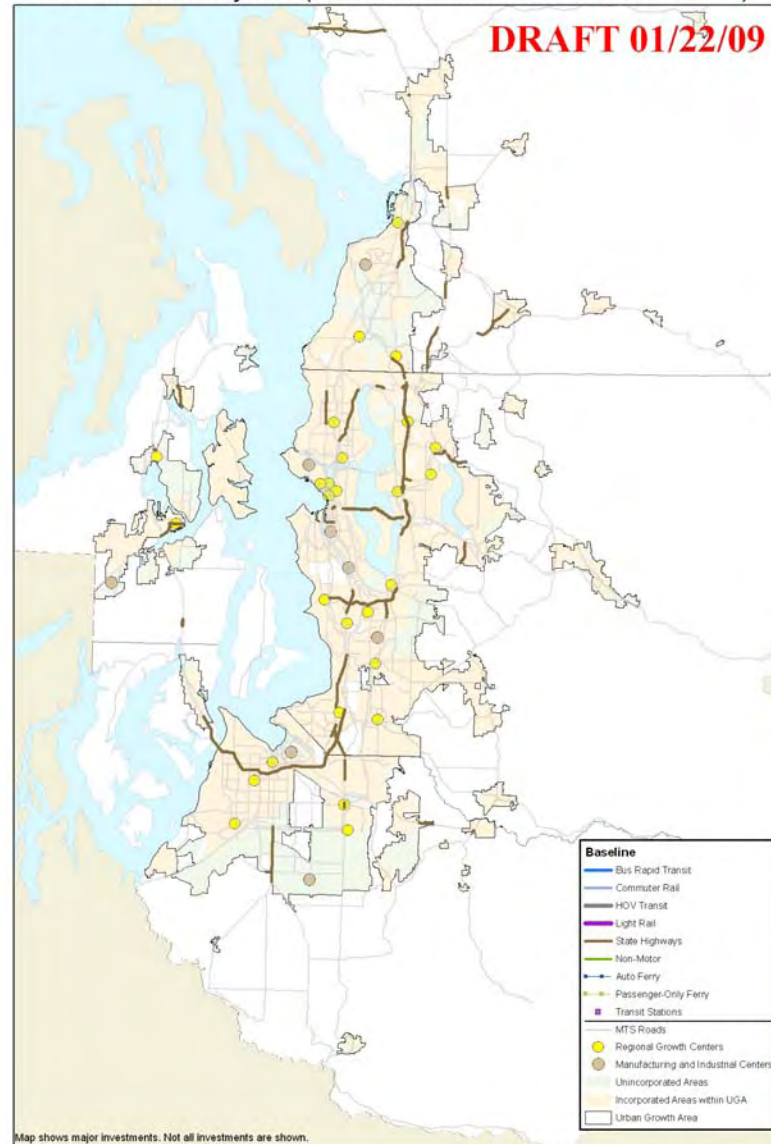 DRAFT 01/22/09
Baseline
Bus Rapid Transit
Commuter Rail
HOV Transit
Light Rail
State Highways
Non-Motor
Auto Ferry
Passenger-Only Ferry
Transit Stations
MTS Roads
Regional Growth Centers
Manufacturing and Industrial Centers
Unincorporated Areas
Incorporated Areas within UGA
Urban Growth Area
Map shows major investments. Not all investments are shown.